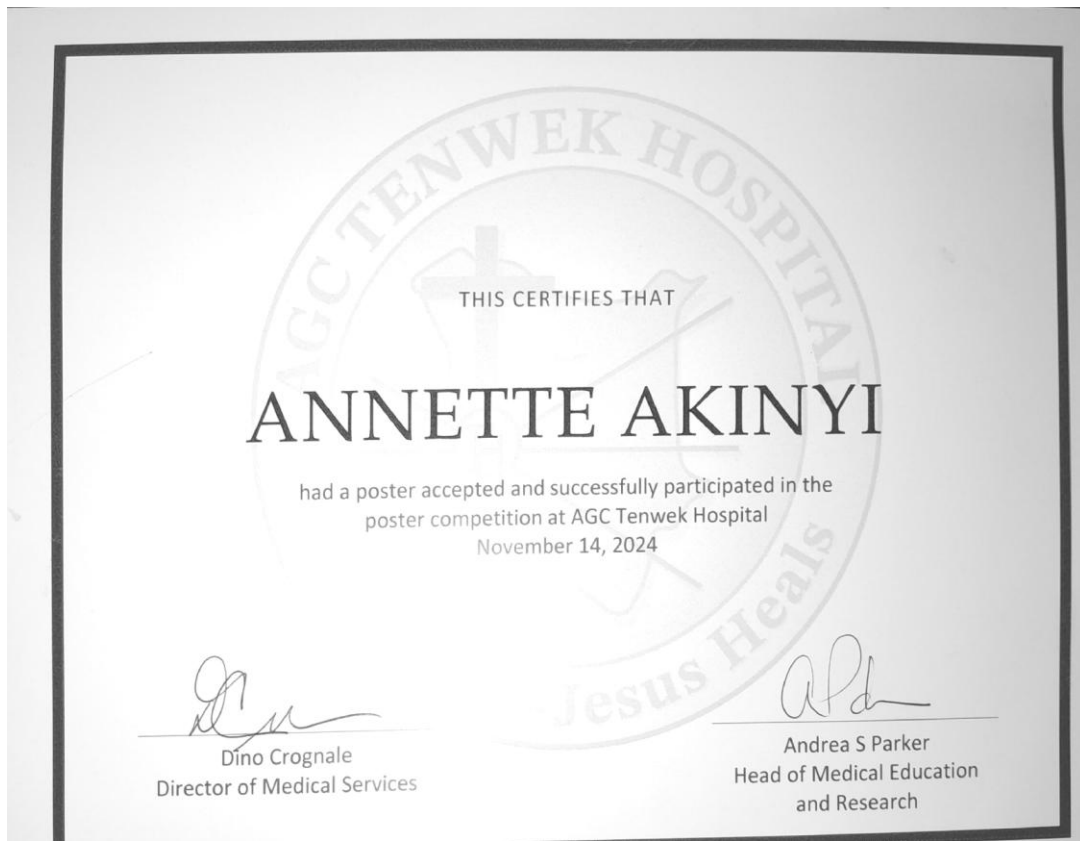 AGC TENWEK HOSPITAL
THIS CERTIFIES THAT
ANNETTE AKINYI
had a poster accepted and successfully participated in the
poster competition at AGC Tenwek Hospital
November 14, 2024
Jesus Heals
Dino Crognale
Director of Medical Services
Andrea S Parker
Head of Medical Education
and Research